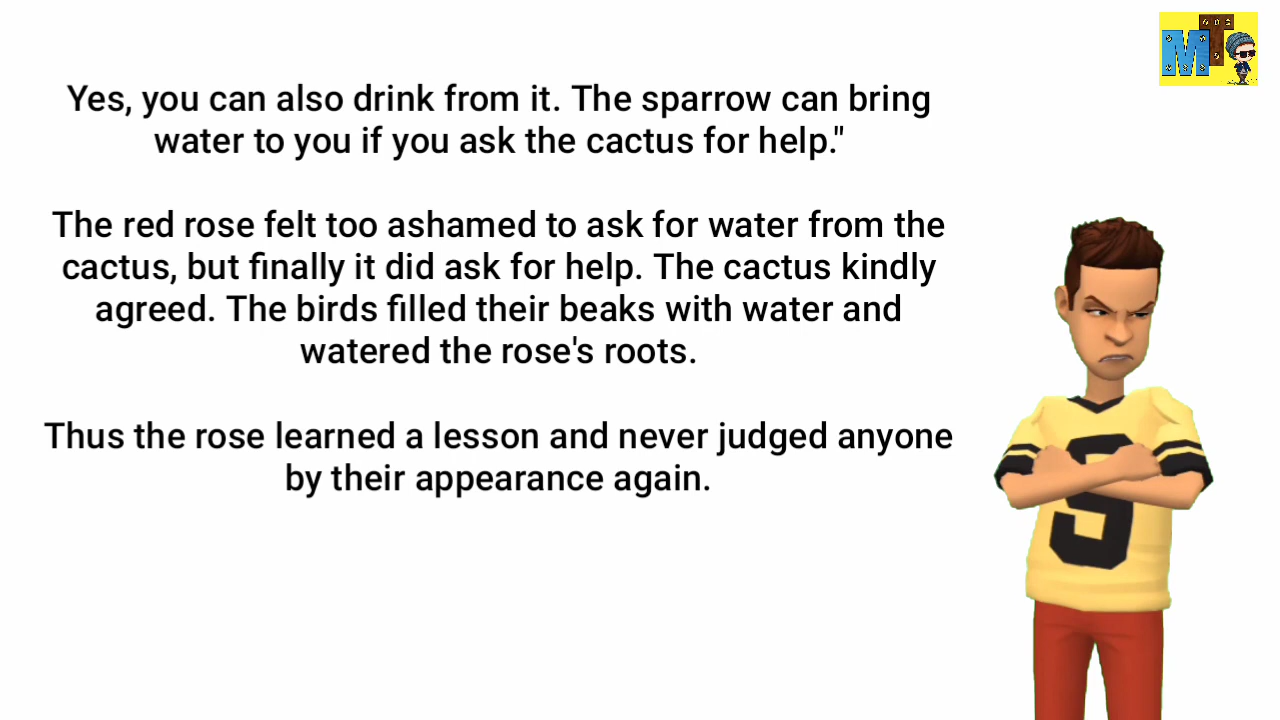 Yes, you can also drink from it. The sparrow can bring
water to you if you ask the cactus for help."
The red rose felt too ashamed to ask for water from the
cactus, but finally it did ask for help. The cactus kindly
agreed. The birds filled their beaks with water and
watered the rose's roots.
Thus the rose learned a lesson and never judged anyone
by their appearance again.
MT
9